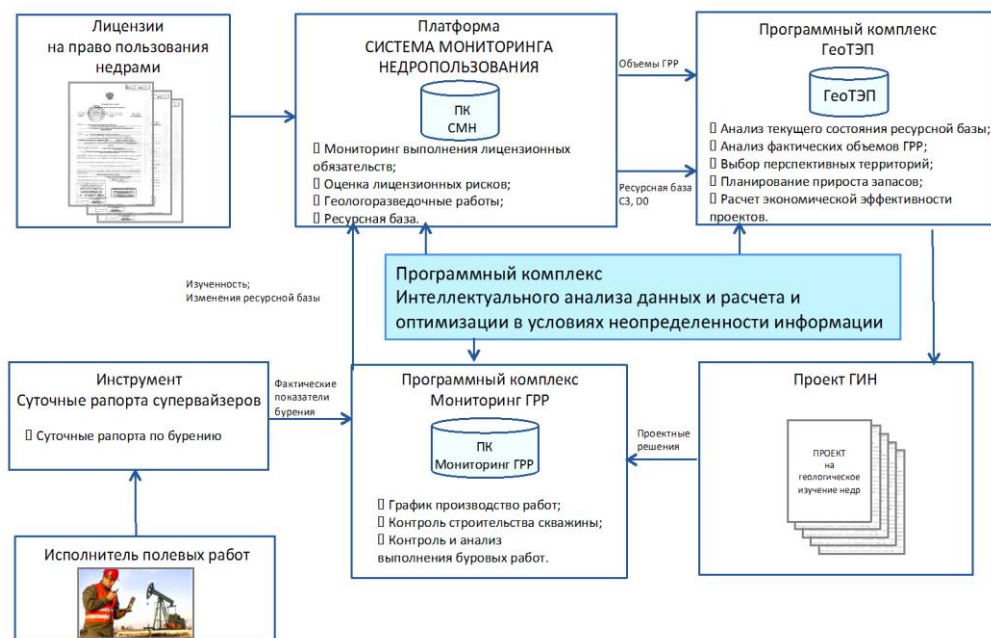 Лицензии
на право пользования
недрами
Платформа
СИСТЕМА МОНИТОРИНГА
НЕДРОПОЛЬЗОВАНИЯ
ПК
СМН
▯ Мониторинг выполнения лицензионных
обязательств;
▯ Оценка лицензионных рисков;
▯ Геологоразведочные работы;
▯ Ресурсная база.
Объемы ГРР
Ресурсная база
С3, D0
Программный комплекс
ГеоТЭП
ГеоТЭП
▯ Анализ текущего состояния ресурсной базы;
▯ Анализ фактических объемов ГРР;
▯ Выбор перспективных территорий;
▯ Планирование прироста запасов;
▯ Расчет экономической эффективности
проектов.
Изученность;
Изменения ресурсной базы
Программный комплекс
Интеллектуального анализа данных и расчета и
оптимизации в условиях неопределенности информации
Инструмент
Суточные рапорта супервайзеров
▯ Суточные рапорта по бурению
Фактические
показатели
бурения
Программный комплекс
Мониторинг ГРР
ПК
Мониторинг ГРР
▯ График производство работ;
▯ Контроль строительства скважины;
▯ Контроль и анализ
выполнения буровых работ.
Проектные
решения
Проект ГИН
ПРОЕКТ
на
геологическое
изучение недр
Исполнитель полевых работ